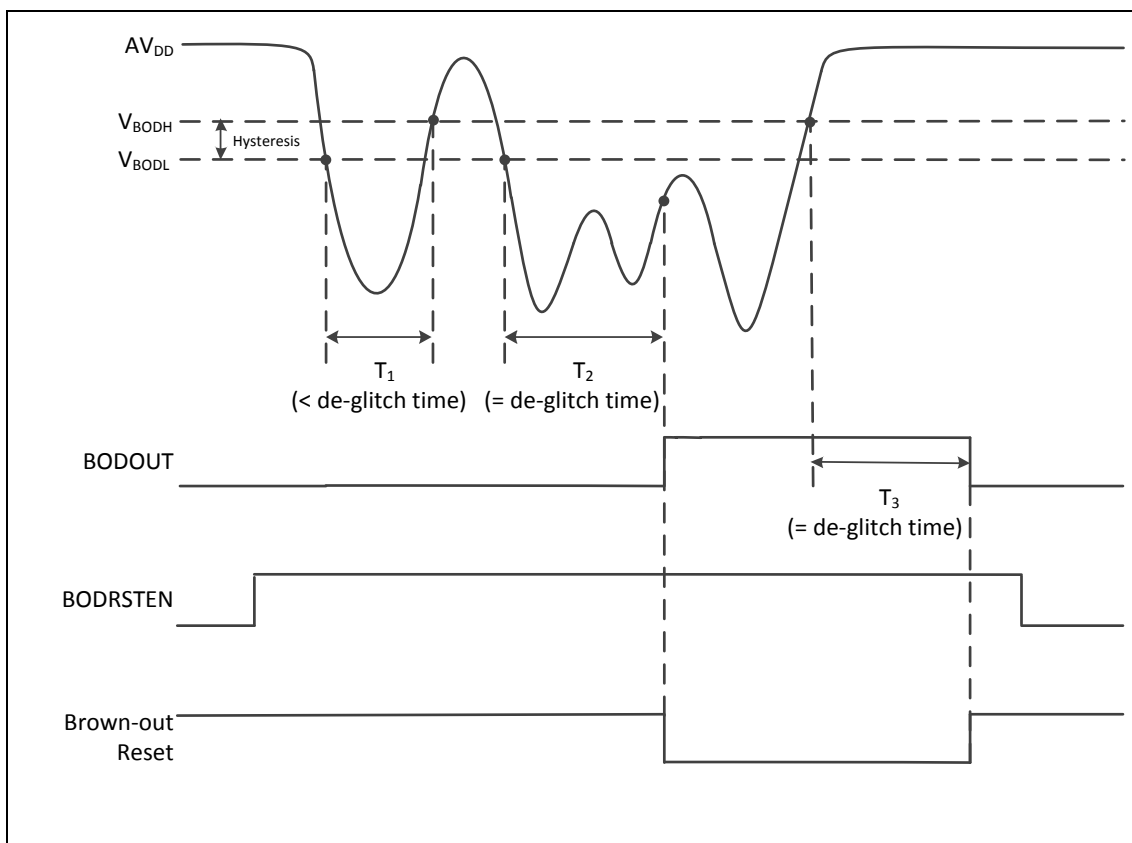 AVDD
VBODH
Hysteresis
VBODL
T1
(< de-glitch time)
T2
(= de-glitch time)
BODOUT
T3
(= de-glitch time)
BODRSTEN
Brown-out
Reset